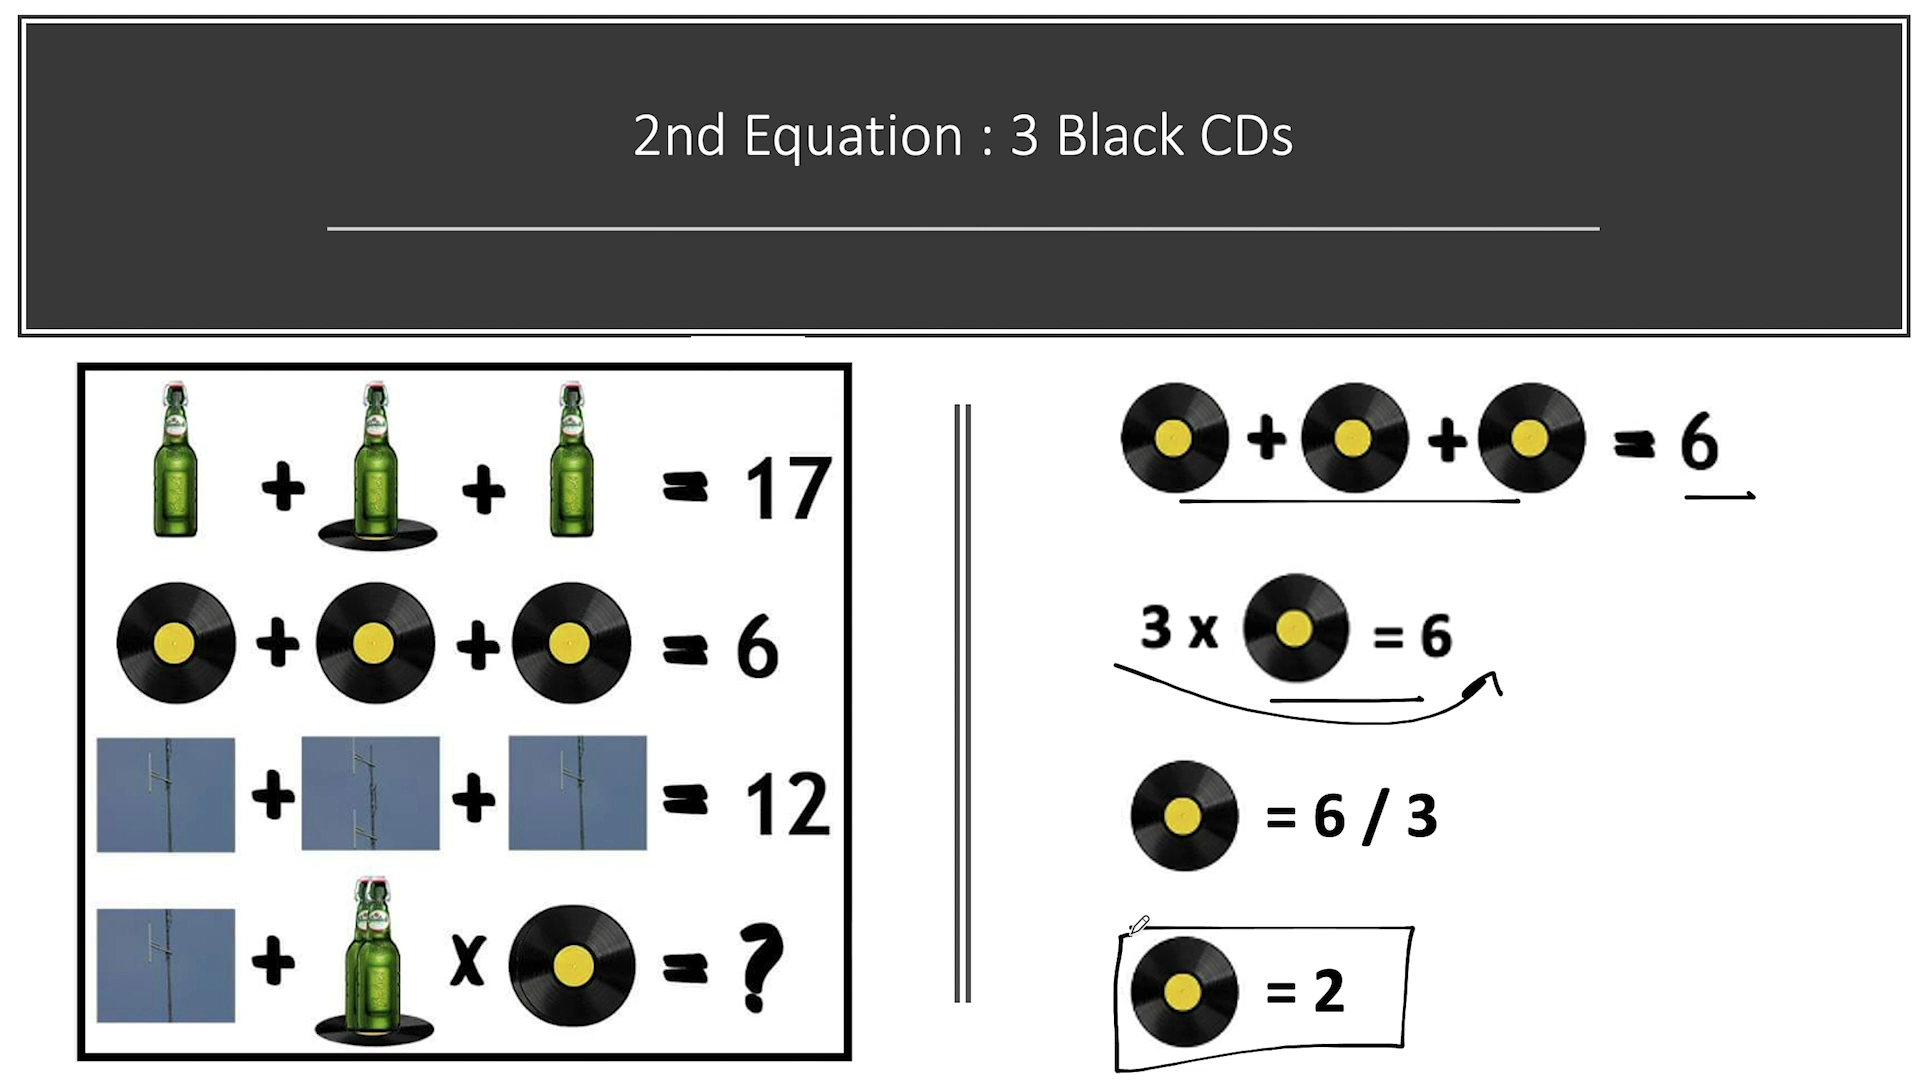 2nd Equation : 3 Black CDs
+ + = 17
+ + = 6
+ + = 12
+ x = ?
+ + = 6
3 x = 6
= 6 / 3
= 2